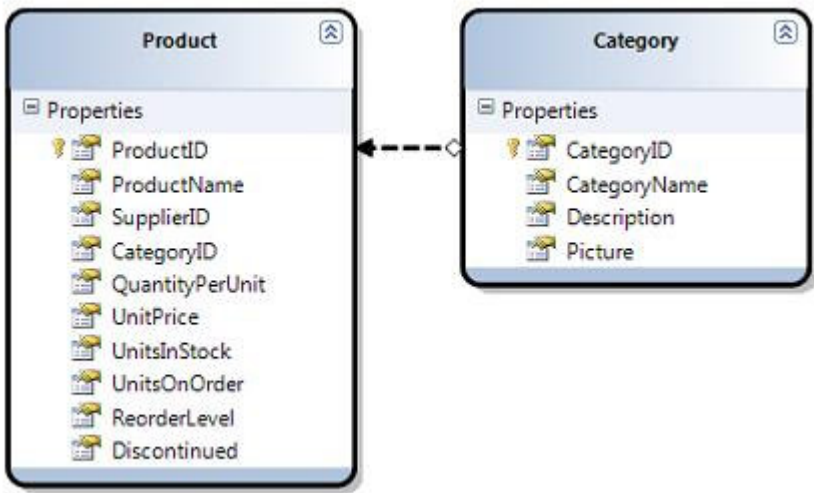 Product
Properties
ProductID
ProductName
SupplierID
CategoryID
QuantityPerUnit
UnitPrice
UnitsInStock
UnitsOnOrder
ReorderLevel
Discontinued
Category
Properties
CategoryID
CategoryName
Description
Picture